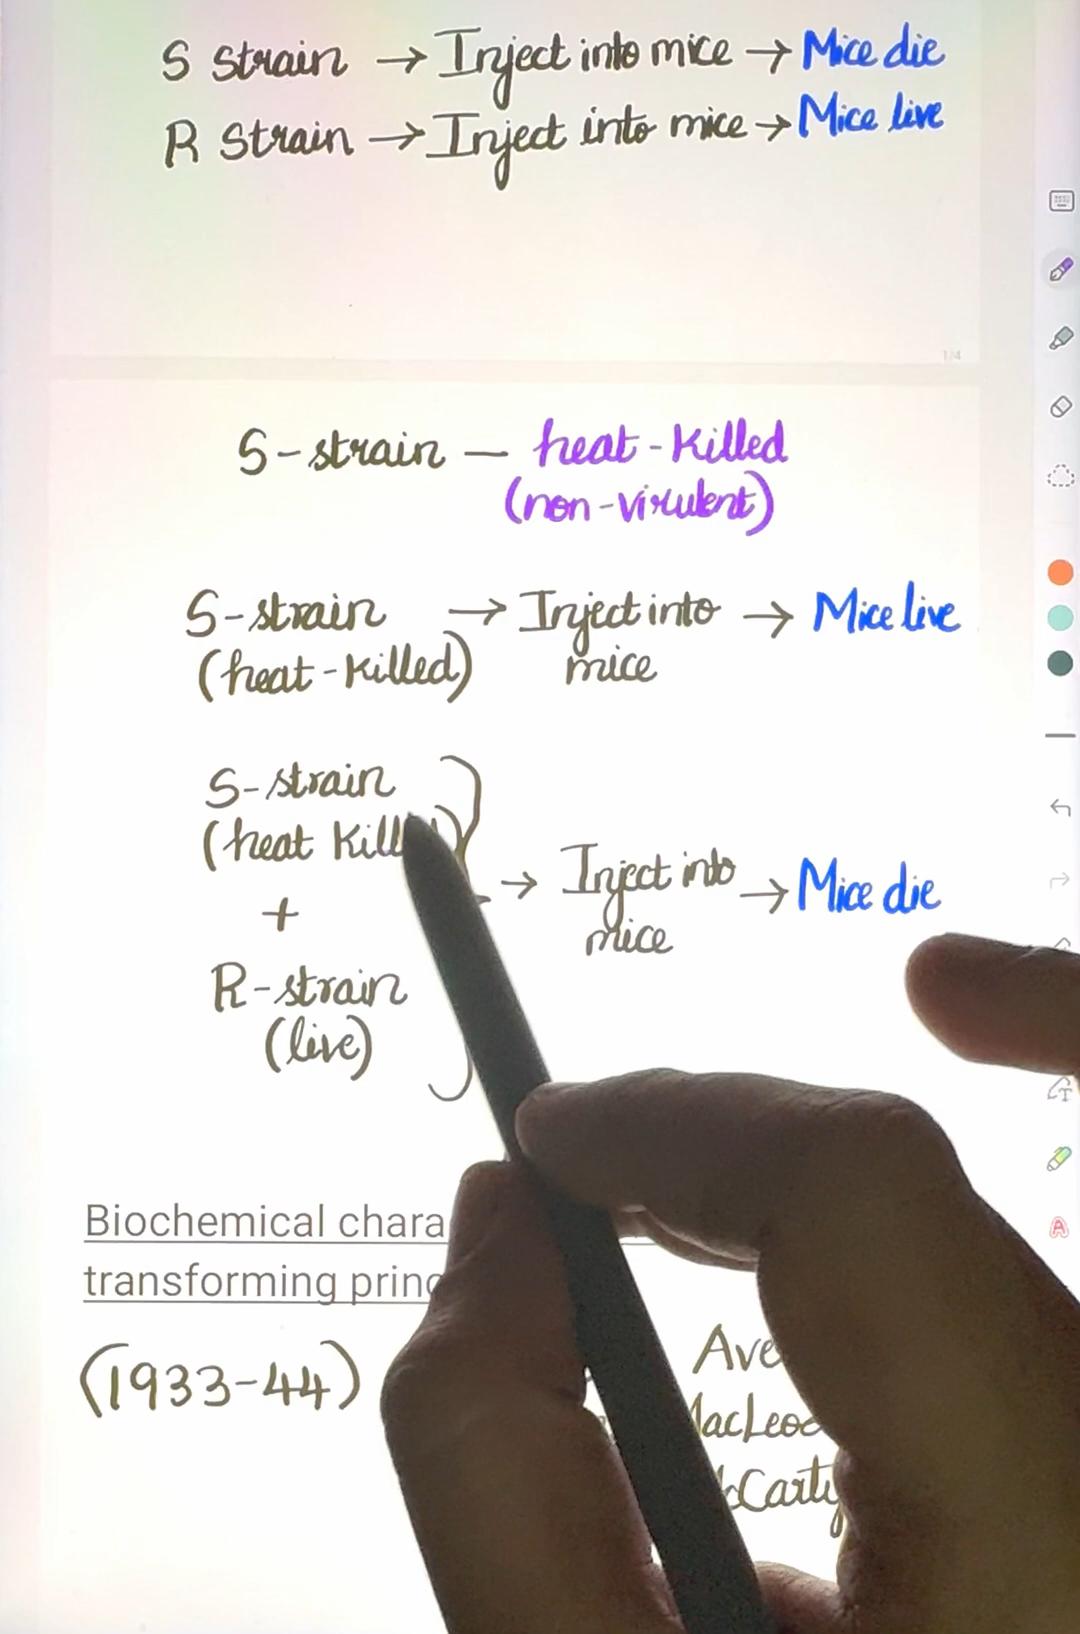 S strain → Inject into mice → Mice die
R strain → Inject into mice → Mice live
1/4
S-strain — heat-killed
(non-virulent)
S-strain → Inject into → Mice live
(heat-killed) mice
S-strain
(heat
+ → Inject into → Mice die
mice
R-strain
(live)
Biochemical
transforming
(1933-44)